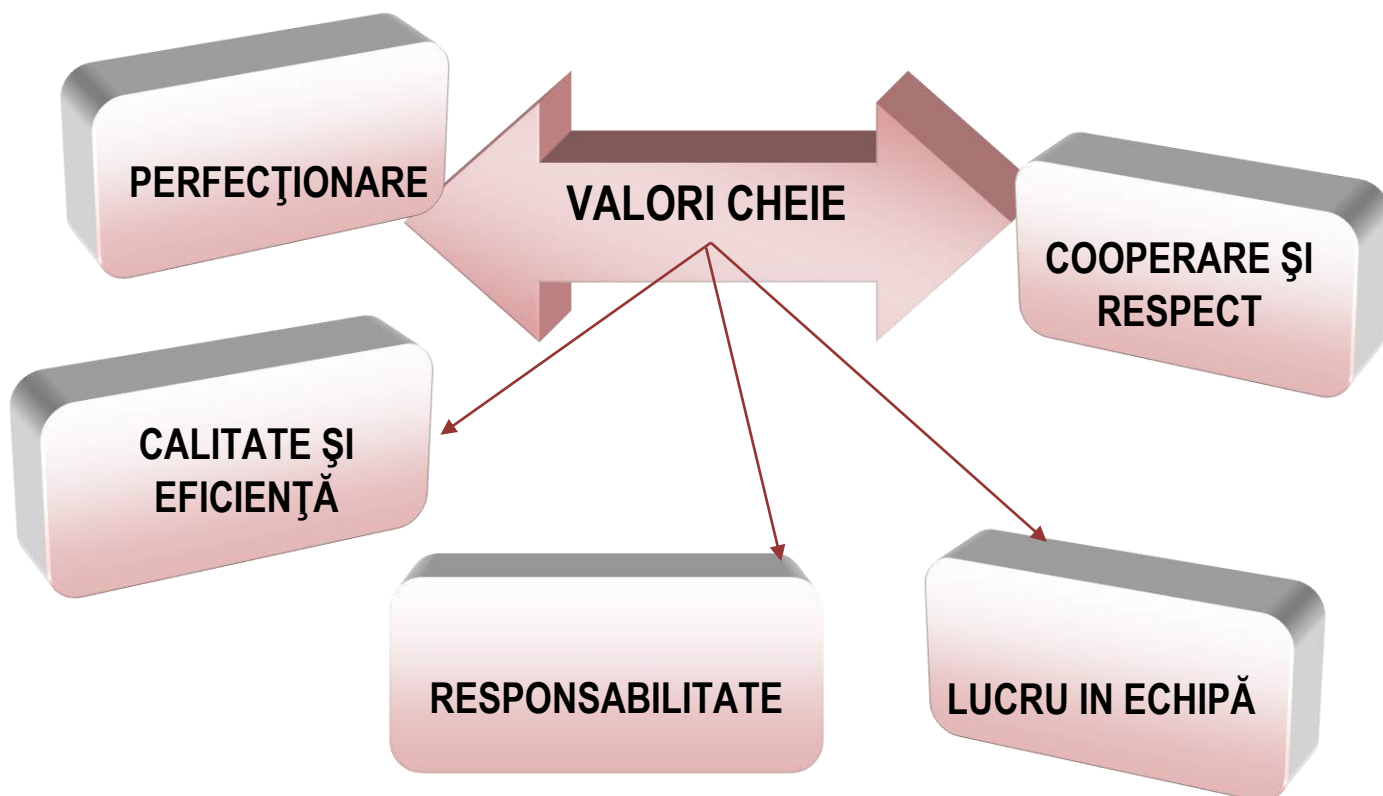 PERFECŢIONARE
VALORI CHEIE
COOPERARE ŞI
RESPECT
CALITATE ŞI
EFICIENŢĂ
RESPONSABILITATE
LUCRU IN ECHIPĂ